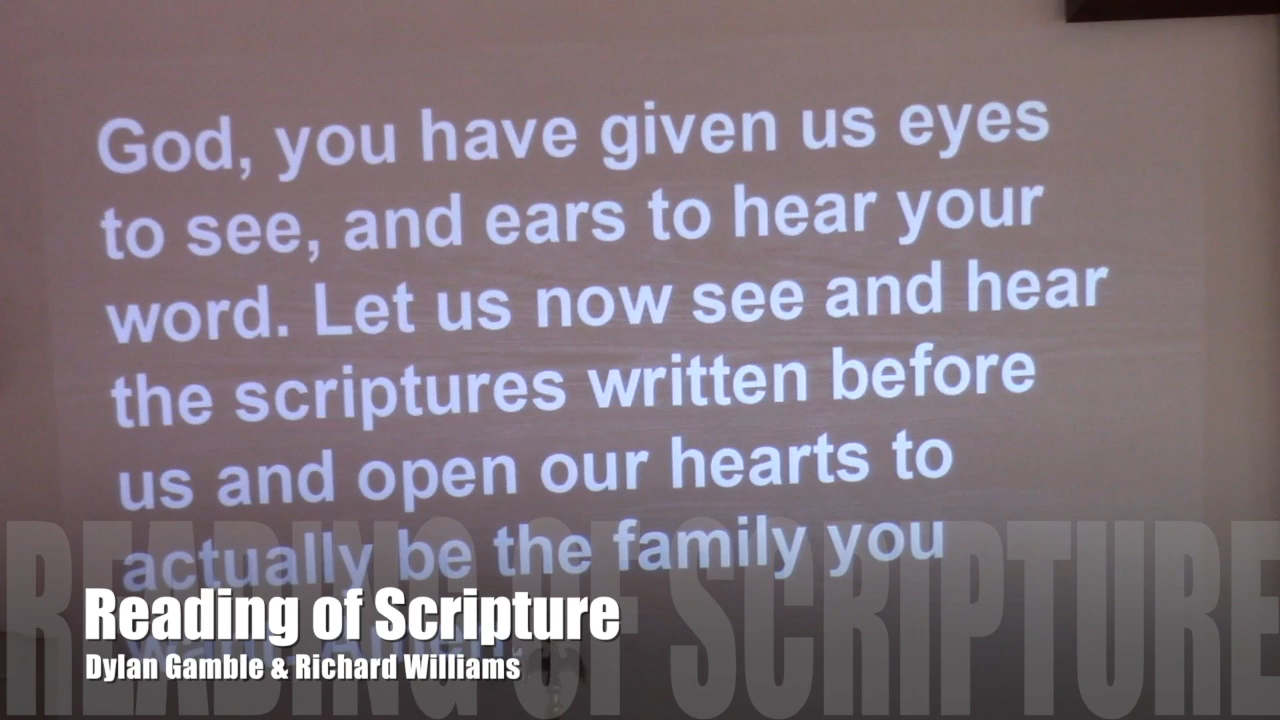 God, you have given us eyes
to see, and ears to hear your
word. Let us now see and hear
the scriptures written before
us and open our hearts to
actually be the family you
READING OF SCRIPTURE
Reading of Scripture
Dylan Gamble & Richard Williams